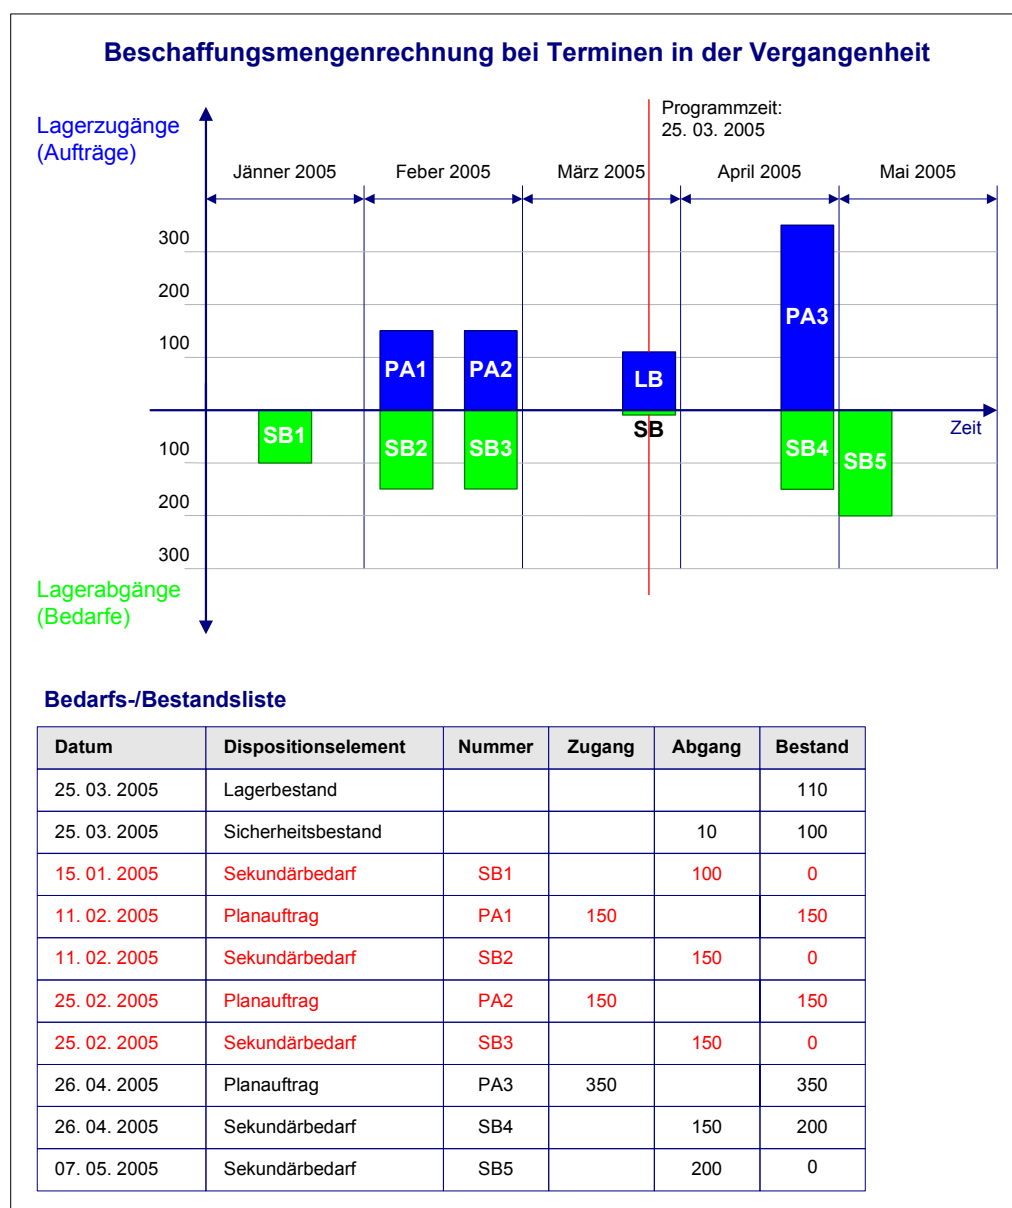 Beschaffungsmengenrechnung bei Terminen in der Vergangenheit
Programmzeit:
25. 03. 2005
Lagerzugänge
(Aufträge)
Jänner 2005 Feber 2005 März 2005 April 2005 Mai 2005
300
200
100
PA1 PA2 LB PA3
Zeit
SB1 SB2 SB3 SB SB4 SB5
100
200
300
Lagerabgänge
(Bedarfe)
Bedarfs-/Bestandsliste
Datum Dispositionselement Nummer Zugang Abgang Bestand
25. 03. 2005 Lagerbestand 110
25. 03. 2005 Sicherheitsbestand 10 100
15. 01. 2005 Sekundärbedarf SB1 100 0
11. 02. 2005 Planauftrag PA1 150 150
11. 02. 2005 Sekundärbedarf SB2 150 0
25. 02. 2005 Planauftrag PA2 150 150
25. 02. 2005 Sekundärbedarf SB3 150 0
26. 04. 2005 Planauftrag PA3 350 350
26. 04. 2005 Sekundärbedarf SB4 150 200
07. 05. 2005 Sekundärbedarf SB5 200 0